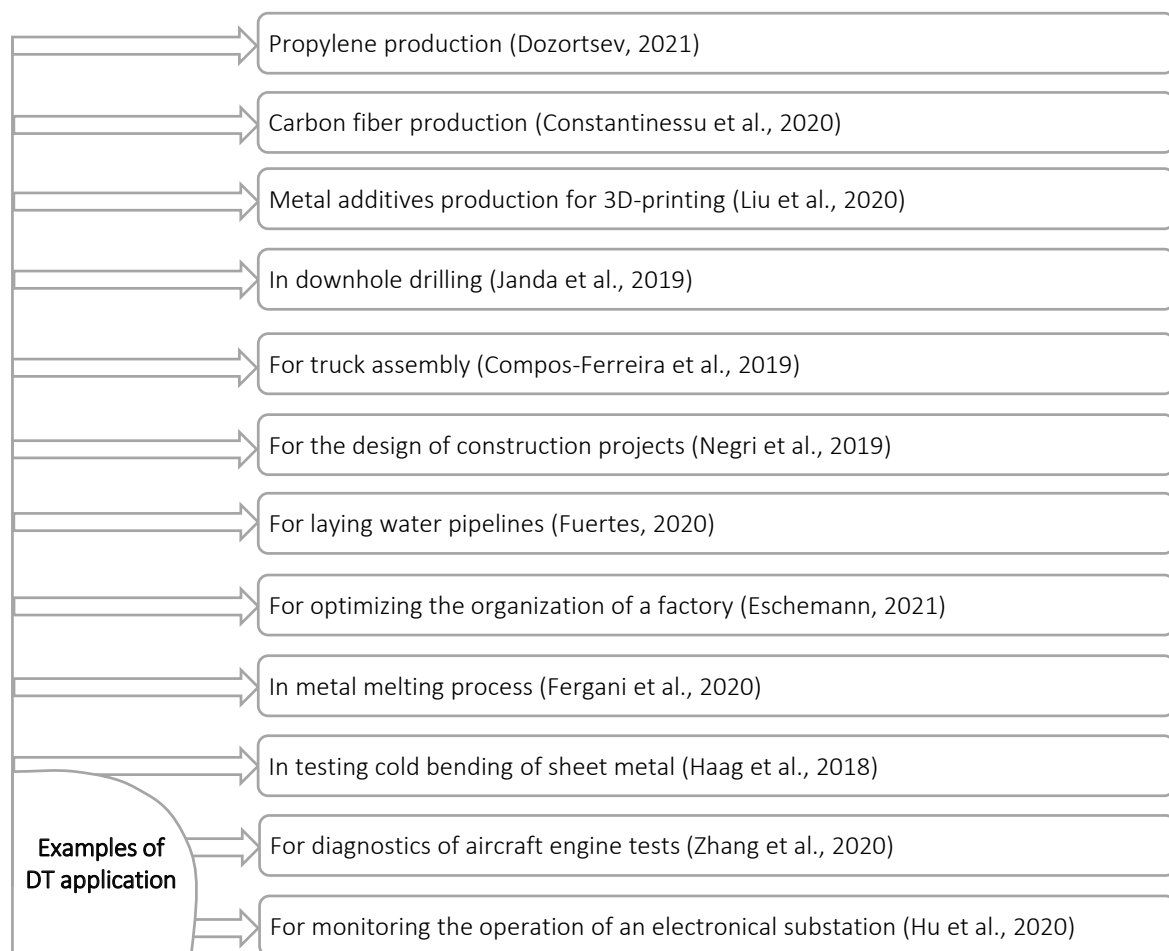 Propylene production (Dozortsev, 2021)
Carbon fiber production (Constantinessu et al., 2020)
Metal additives production for 3D-printing (Liu et al., 2020)
In downhole drilling (Janda et al., 2019)
For truck assembly (Compos-Ferreira et al., 2019)
For the design of construction projects (Negri et al., 2019)
For laying water pipelines (Fuertes, 2020)
For optimizing the organization of a factory (Eschemann, 2021)
In metal melting process (Fergani et al., 2020)
In testing cold bending of sheet metal (Haag et al., 2018)
Examples of
DT application
For diagnostics of aircraft engine tests (Zhang et al., 2020)
For monitoring the operation of an electronical substation (Hu et al., 2020)